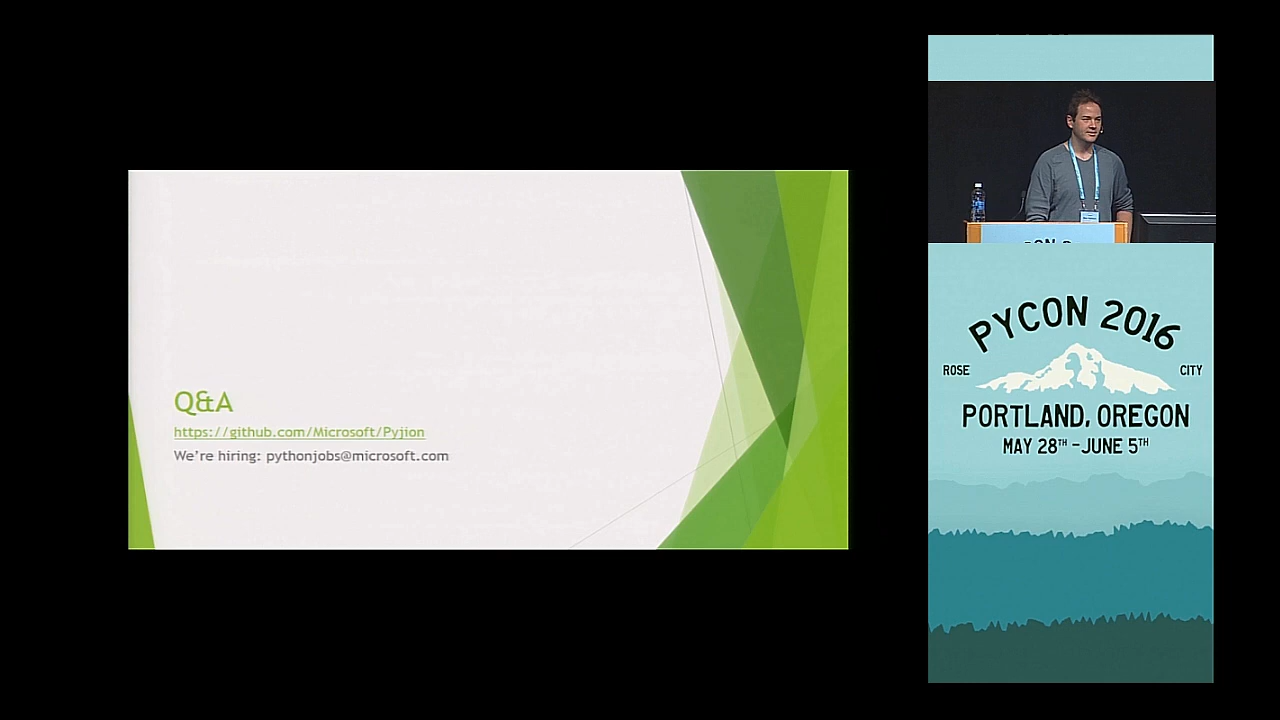 Q&A
https://github.com/Microsoft/Pyjion
We're hiring: pythonjobs@microsoft.com
PYCON 2016
ROSE CITY
PORTLAND, OREGON
MAY 28TH - JUNE 5TH